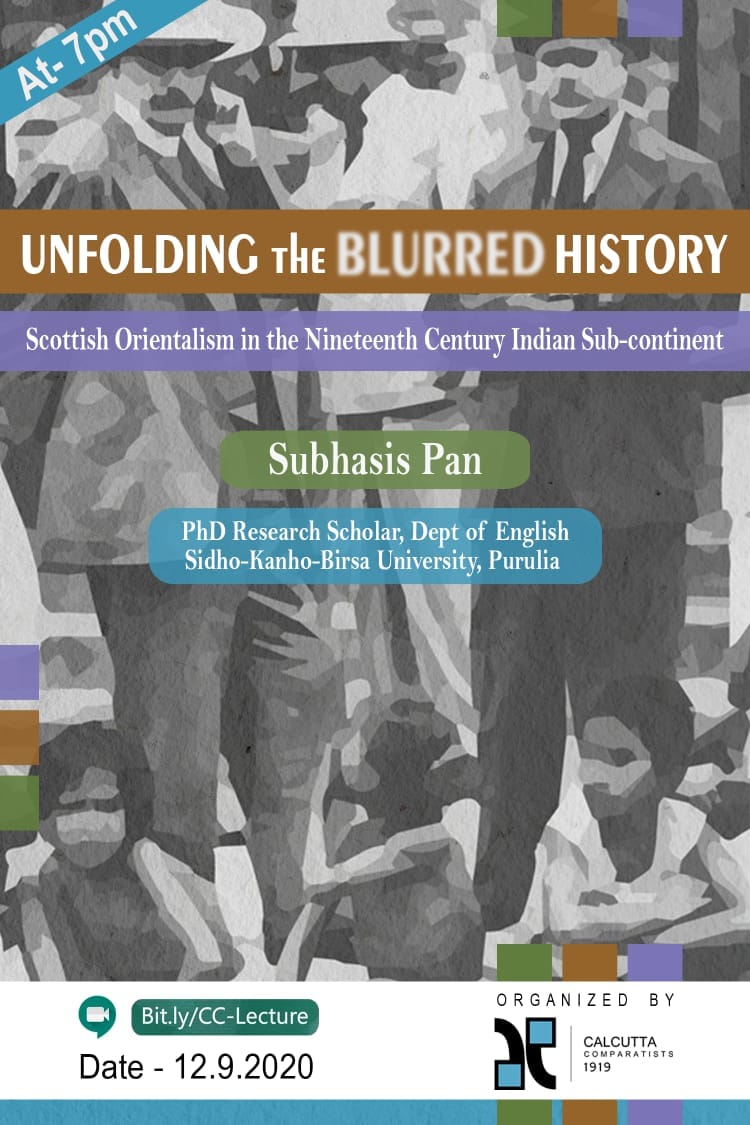 At- 7pm
UNFOLDING THE BLURRED HISTORY
Scottish Orientalism in the Nineteenth Century Indian Sub-continent
Subhasis Pan
PhD Research Scholar, Dept of English
Sidho-Kanho-Birsa University, Purulia
Bit.ly/CC-Lecture
Date - 12.9.2020
ORGANIZED BY
CALCUTTA
COMPARATISTS
1919